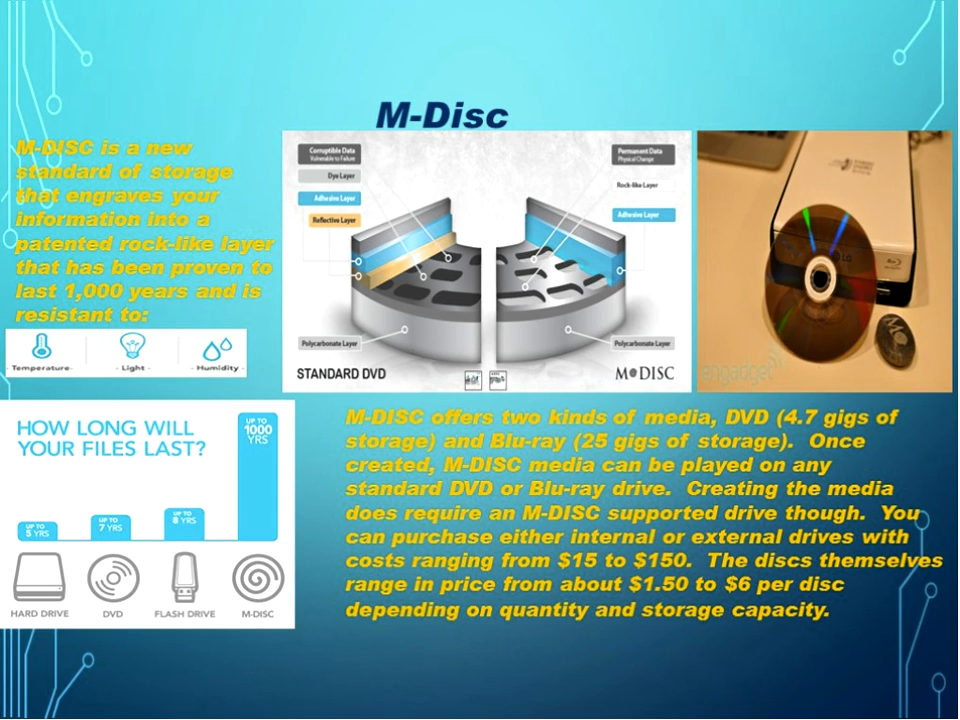 M-Disc
M-DISC is a new
standard of storage
that engraves your
information into a
patented rock-like layer
that has been proven to
last 1,000 years and is
resistant to:
· Temperature ·
· Light ·
· Humidity ·
Corruptible Data
Vulnerable to Failure
Dye Layer
Adhesive Layer
Reflective Layer
Polycarbonate Layer
STANDARD DVD
Permanent Data
Physical Change
Rock-like Layer
Adhesive Layer
Polycarbonate Layer
M DISC
LG
engadget
HOW LONG WILL
YOUR FILES LAST?
UP TO
5 YRS
UP TO
7 YRS
UP TO
8 YRS
UP TO
1000
YRS
HARD DRIVE
DVD
FLASH DRIVE
M-DISC
M-DISC offers two kinds of media, DVD (4.7 gigs of
storage) and Blu-ray (25 gigs of storage). Once
created, M-DISC media can be played on any
standard DVD or Blu-ray drive. Creating the media
does require an M-DISC supported drive though. You
can purchase either internal or external drives with
costs ranging from $15 to $150. The discs themselves
range in price from about $1.50 to $6 per disc
depending on quantity and storage capacity.